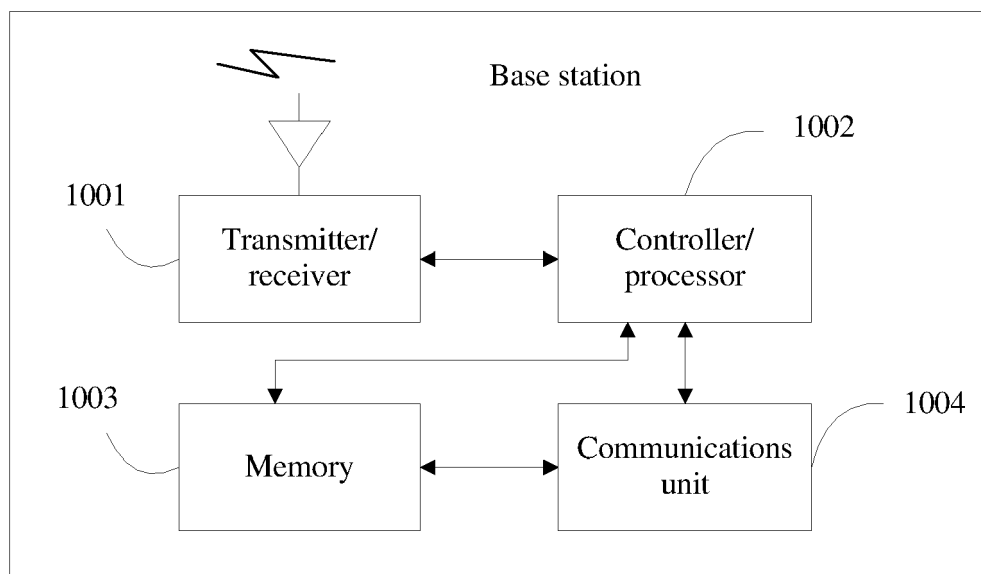 Base station
1002
1001
Transmitter/
receiver
Controller/
processor
1003
1004
Memory
Communications
unit